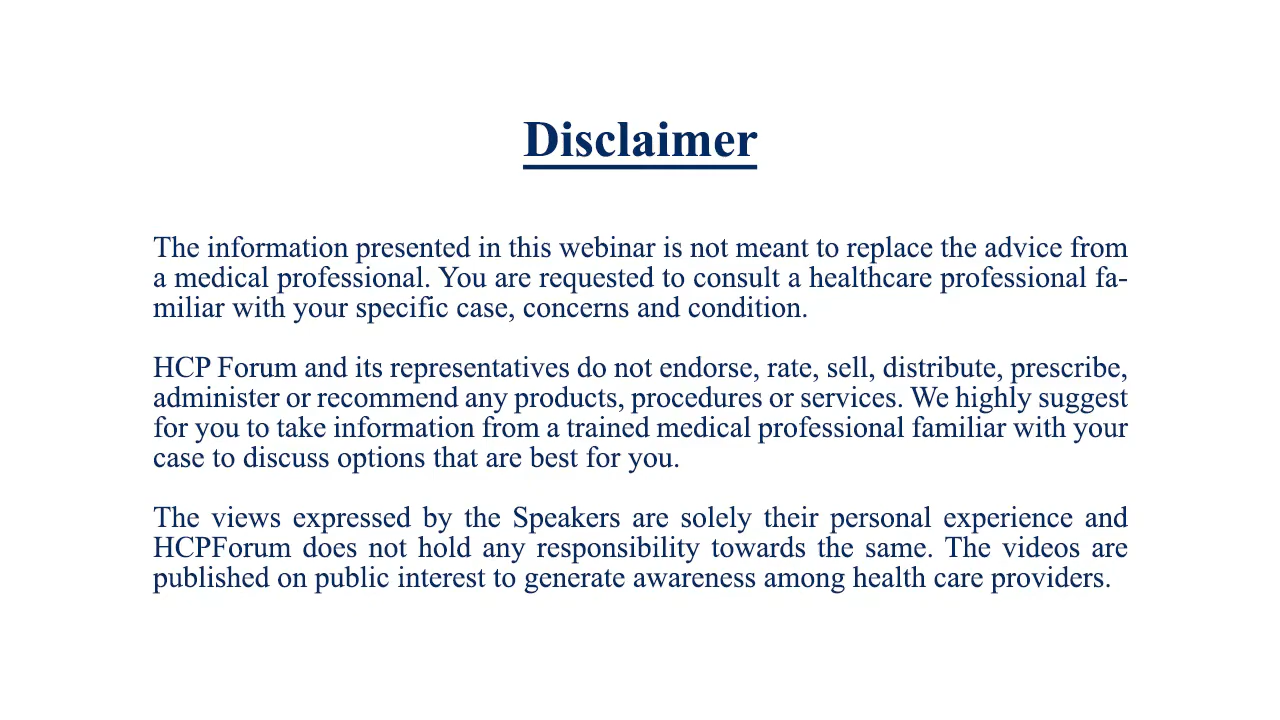 Disclaimer
The information presented in this webinar is not meant to replace the advice from
a medical professional. You are requested to consult a healthcare professional fa-
miliar with your specific case, concerns and condition.
HCP Forum and its representatives do not endorse, rate, sell, distribute, prescribe,
administer or recommend any products, procedures or services. We highly suggest
for you to take information from a trained medical professional familiar with your
case to discuss options that are best for you.
The views expressed by the Speakers are solely their personal experience and
HCPForum does not hold any responsibility towards the same. The videos are
published on public interest to generate awareness among health care providers.